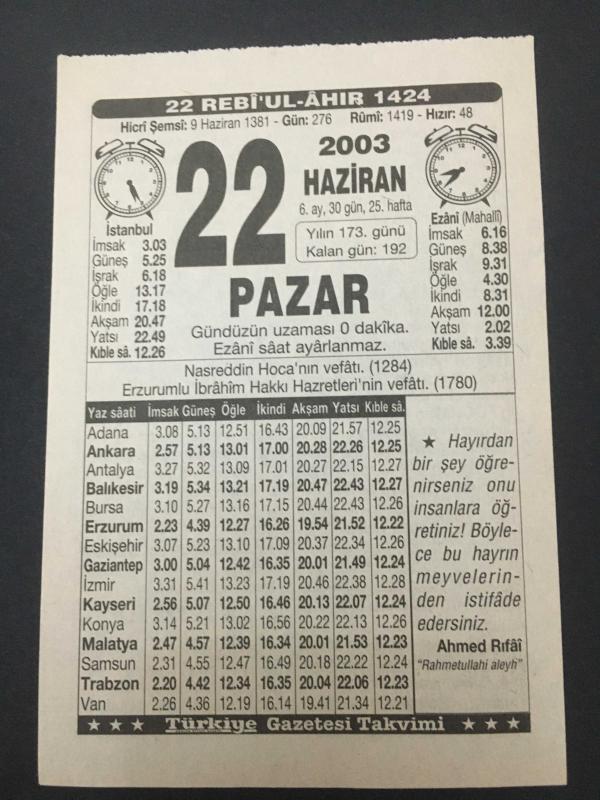 22 REBÎ'UL-ÂHIR 1424
Hicrî Şemsî: 9 Haziran 1381 - Gün: 276 Rûmî: 1419 - Hızır: 48
22
2003
HAZİRAN
6. ay, 30 gün, 25. hafta
Yılın 173. günü
Kalan gün: 192
PAZAR
Gündüzün uzaması 0 dakîka.
Ezânî sâat ayârlanmaz.
İstanbul
İmsak 3.03
Güneş 5.25
İşrak 6.18
Öğle 13.17
İkindi 17.18
Akşam 20.47
Yatsı 22.49
Kıble sâ. 12.26
Ezânî (Mahallî)
İmsak 6.16
Güneş 8.38
İşrak 9.31
Öğle 4.30
İkindi 8.31
Akşam 12.00
Yatsı 2.02
Kıble sâ. 3.39
Nasreddin Hoca'nın vefâtı. (1284)
Erzurumlu İbrâhîm Hakkı Hazretleri'nin vefâtı. (1780)
Yaz sâati İmsak Güneş Öğle İkindi Akşam Yatsı Kıble sâ.
Adana 3.08 5.13 12.51 16.43 20.09 21.57 12.25
Ankara 2.57 5.13 13.01 17.00 20.28 22.26 12.25
Antalya 3.27 5.32 13.09 17.01 20.27 22.15 12.27
Balıkesir 3.19 5.34 13.21 17.19 20.47 22.43 12.27
Bursa 3.10 5.27 13.16 17.15 20.44 22.43 12.26
Erzurum 2.23 4.39 12.27 16.26 19.54 21.52 12.22
Eskişehir 3.07 5.23 13.10 17.09 20.37 22.34 12.26
Gaziantep 3.00 5.04 12.42 16.35 20.01 21.49 12.24
İzmir 3.31 5.41 13.23 17.19 20.46 22.38 12.28
Kayseri 2.56 5.07 12.50 16.46 20.13 22.07 12.24
Konya 3.14 5.21 13.02 16.56 20.22 22.13 12.26
Malatya 2.47 4.57 12.39 16.34 20.01 21.53 12.23
Samsun 2.31 4.55 12.47 16.49 20.18 22.22 12.24
Trabzon 2.20 4.42 12.34 16.35 20.04 22.06 12.23
Van 2.26 4.36 12.19 16.14 19.41 21.34 12.21
★ Hayırdan
bir şey öğre-
nirseniz onu
insanlara öğ-
retiniz! Böyle-
ce bu hayrın
meyvelerin-
den istifâde
edersiniz.
Ahmed Rıfâî
"Rahmetullahi aleyh"
★ ★ ★ Türkiye Gazetesi Takvimi ★ ★ ★